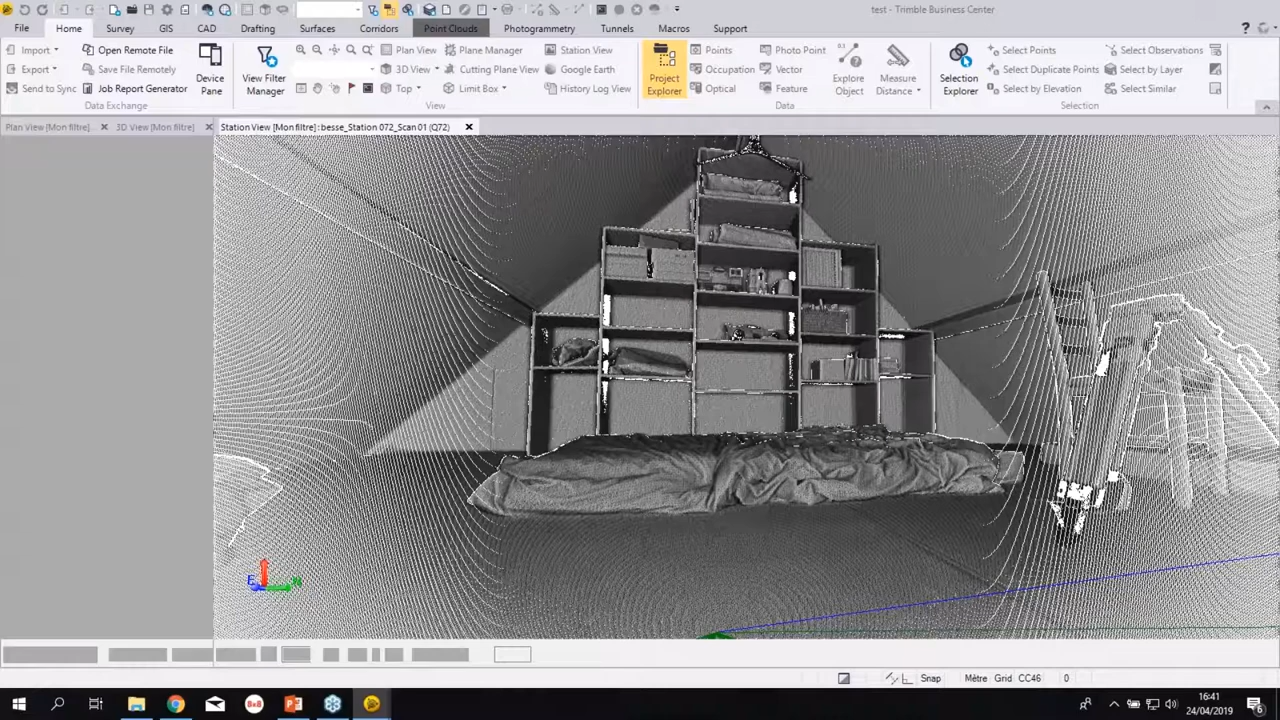 test - Trimble Business Center
File Home Survey GIS CAD Drafting Surfaces Corridors Point Clouds Photogrammetry Tunnels Macros Support
Import Open Remote File Device Pane View Filter Manager Plan View Plane Manager Station View Project Explorer Points Photo Point Explore Object Measure Distance Selection Explorer Select Points Select Observations
Export Save File Remotely 3D View Cutting Plane View Google Earth Occupation Vector Select Duplicate Points Select by Layer
Send to Sync Job Report Generator Top Limit Box History Log View Optical Feature Select by Elevation Select Similar
Data Exchange View Data Selection
Plan View [Mon filtre] 3D View [Mon filtre] Station View [Mon filtre] : besse_Station 072_Scan 01 (Q72)
E N
Snap Mètre Grid CC46 0
16:41
24/04/2019
6